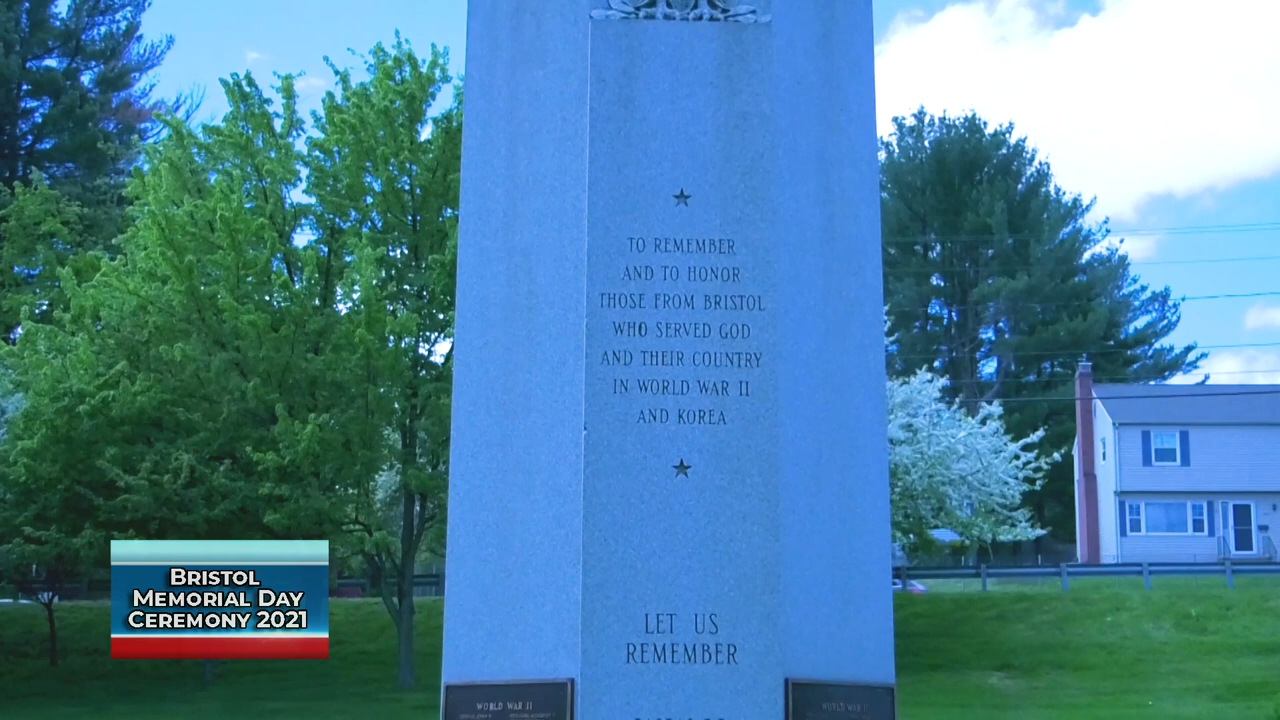 TO REMEMBER
AND TO HONOR
THOSE FROM BRISTOL
WHO SERVED GOD
AND THEIR COUNTRY
IN WORLD WAR II
AND KOREA
LET US
REMEMBER
WORLD WAR II
WORLD WAR II
BRISTOL
MEMORIAL DAY
CEREMONY 2021